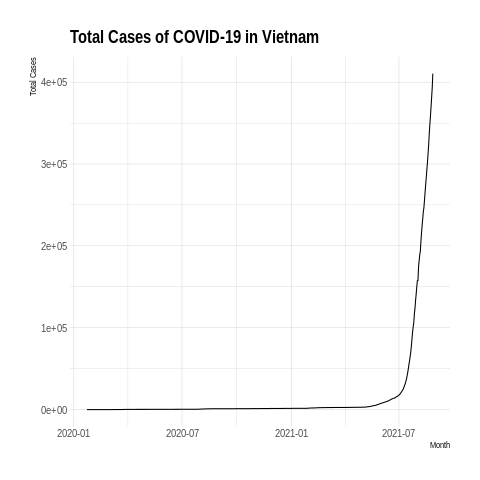 Total Cases of COVID-19 in Vietnam
Total Cases
4e+05
3e+05
2e+05
1e+05
0e+00
2020-01 2020-07 2021-01 2021-07
Month